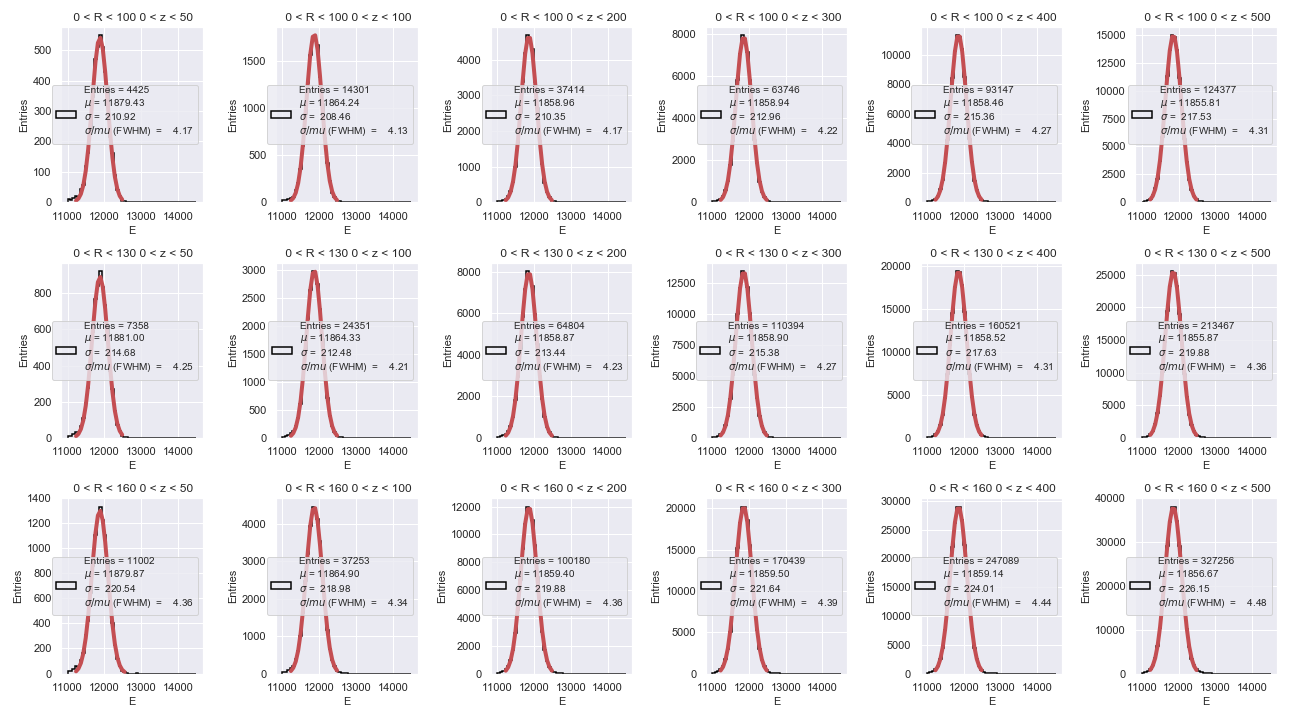 0 < R < 100 0 < z < 50
0 < R < 100 0 < z < 100
0 < R < 100 0 < z < 200
0 < R < 100 0 < z < 300
0 < R < 100 0 < z < 400
0 < R < 100 0 < z < 500
Entries
500
400
300
200
100
0
Entries = 4425
μ = 11879.43
σ = 210.92
σ/mu (FWHM) = 4.17
11000 12000 13000 14000
E
Entries
1500
1000
500
0
Entries = 14301
μ = 11864.24
σ = 208.46
σ/mu (FWHM) = 4.13
11000 12000 13000 14000
E
Entries
4000
3000
2000
1000
0
Entries = 37414
μ = 11858.96
σ = 210.35
σ/mu (FWHM) = 4.17
11000 12000 13000 14000
E
Entries
8000
6000
4000
2000
0
Entries = 63746
μ = 11858.94
σ = 212.96
σ/mu (FWHM) = 4.22
11000 12000 13000 14000
E
Entries
10000
8000
6000
4000
2000
0
Entries = 93147
μ = 11858.46
σ = 215.36
σ/mu (FWHM) = 4.27
11000 12000 13000 14000
E
Entries
15000
12500
10000
7500
5000
2500
0
Entries = 124377
μ = 11855.81
σ = 217.53
σ/mu (FWHM) = 4.31
11000 12000 13000 14000
E
0 < R < 130 0 < z < 50
0 < R < 130 0 < z < 100
0 < R < 130 0 < z < 200
0 < R < 130 0 < z < 300
0 < R < 130 0 < z < 400
0 < R < 130 0 < z < 500
Entries
800
600
400
200
0
Entries = 7358
μ = 11881.00
σ = 214.68
σ/mu (FWHM) = 4.25
11000 12000 13000 14000
E
Entries
3000
2500
2000
1500
1000
500
0
Entries = 24351
μ = 11864.33
σ = 212.48
σ/mu (FWHM) = 4.21
11000 12000 13000 14000
E
Entries
8000
6000
4000
2000
0
Entries = 64804
μ = 11858.87
σ = 213.44
σ/mu (FWHM) = 4.23
11000 12000 13000 14000
E
Entries
12500
10000
7500
5000
2500
0
Entries = 110394
μ = 11858.90
σ = 215.38
σ/mu (FWHM) = 4.27
11000 12000 13000 14000
E
Entries
20000
15000
10000
5000
0
Entries = 160521
μ = 11858.52
σ = 217.63
σ/mu (FWHM) = 4.31
11000 12000 13000 14000
E
Entries
25000
20000
15000
10000
5000
0
Entries = 213467
μ = 11855.87
σ = 219.88
σ/mu (FWHM) = 4.36
11000 12000 13000 14000
E
0 < R < 160 0 < z < 50
0 < R < 160 0 < z < 100
0 < R < 160 0 < z < 200
0 < R < 160 0 < z < 300
0 < R < 160 0 < z < 400
0 < R < 160 0 < z < 500
Entries
1400
1200
1000
800
600
400
200
0
Entries = 11002
μ = 11879.87
σ = 220.54
σ/mu (FWHM) = 4.36
11000 12000 13000 14000
E
Entries
4000
3000
2000
1000
0
Entries = 37253
μ = 11864.90
σ = 218.98
σ/mu (FWHM) = 4.34
11000 12000 13000 14000
E
Entries
12000
10000
8000
6000
4000
2000
0
Entries = 100180
μ = 11859.40
σ = 219.88
σ/mu (FWHM) = 4.36
11000 12000 13000 14000
E
Entries
20000
15000
10000
5000
0
Entries = 170439
μ = 11859.50
σ = 221.64
σ/mu (FWHM) = 4.39
11000 12000 13000 14000
E
Entries
30000
25000
20000
15000
10000
5000
0
Entries = 247089
μ = 11859.14
σ = 224.01
σ/mu (FWHM) = 4.44
11000 12000 13000 14000
E
Entries
40000
30000
20000
10000
0
Entries = 327256
μ = 11856.67
σ = 226.15
σ/mu (FWHM) = 4.48
11000 12000 13000 14000
E